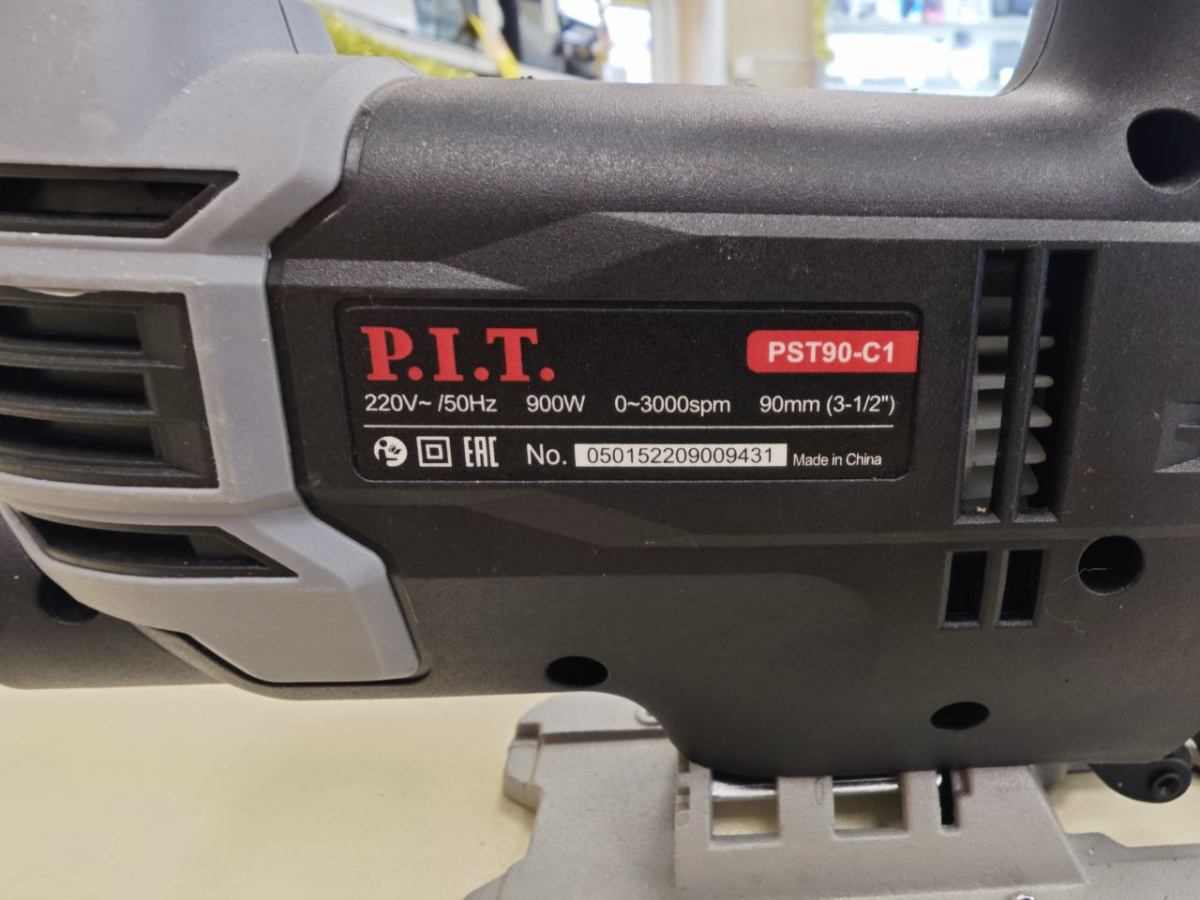 P.I.T.
PST90-C1
220V~ /50Hz 900W 0~3000spm 90mm (3-1/2")
EAC No. 050152209009431 Made in China